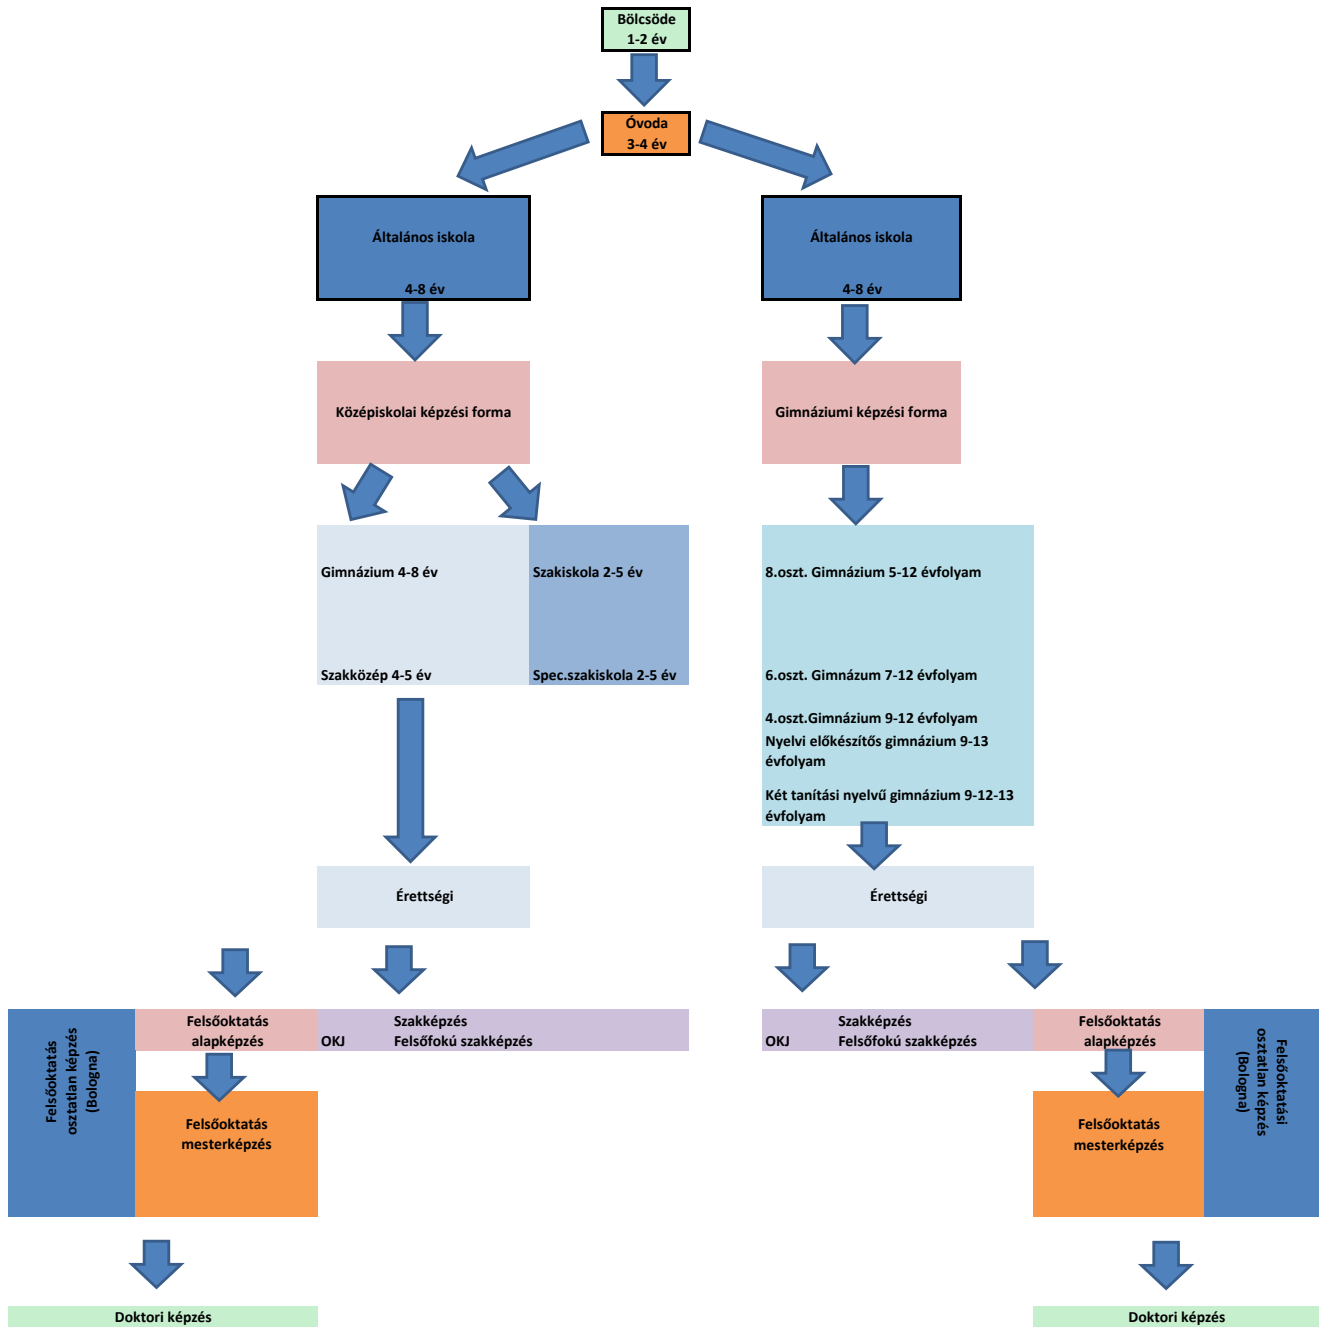 Bölcsöde
1-2 év
Óvoda
3-4 év
Általános iskola
4-8 év
Általános iskola
4-8 év
Középiskolai képzési forma
Gimnáziumi képzési forma
Gimnázium 4-8 év
Szakiskola 2-5 év
Szakközép 4-5 év
Spec.szakiskola 2-5 év
8.oszt. Gimnázium 5-12 évfolyam
6.oszt. Gimnázum 7-12 évfolyam
4.oszt.Gimnázium 9-12 évfolyam
Nyelvi előkészítős gimnázium 9-13
évfolyam
Két tanítási nyelvű gimnázium 9-12-13
évfolyam
Érettségi
Érettségi
Felsőoktatás
osztatlan képzés
(Bologna)
Felsőoktatás
alapképzés
Szakképzés
OKJ Felsőfokú szakképzés
Felsőoktatás
mesterképzés
Szakképzés
OKJ Felsőfokú szakképzés
Felsőoktatás
alapképzés
Felsőoktatás
mesterképzés
Felsőoktatási
osztatlan képzés
(Bologna)
Doktori képzés
Doktori képzés